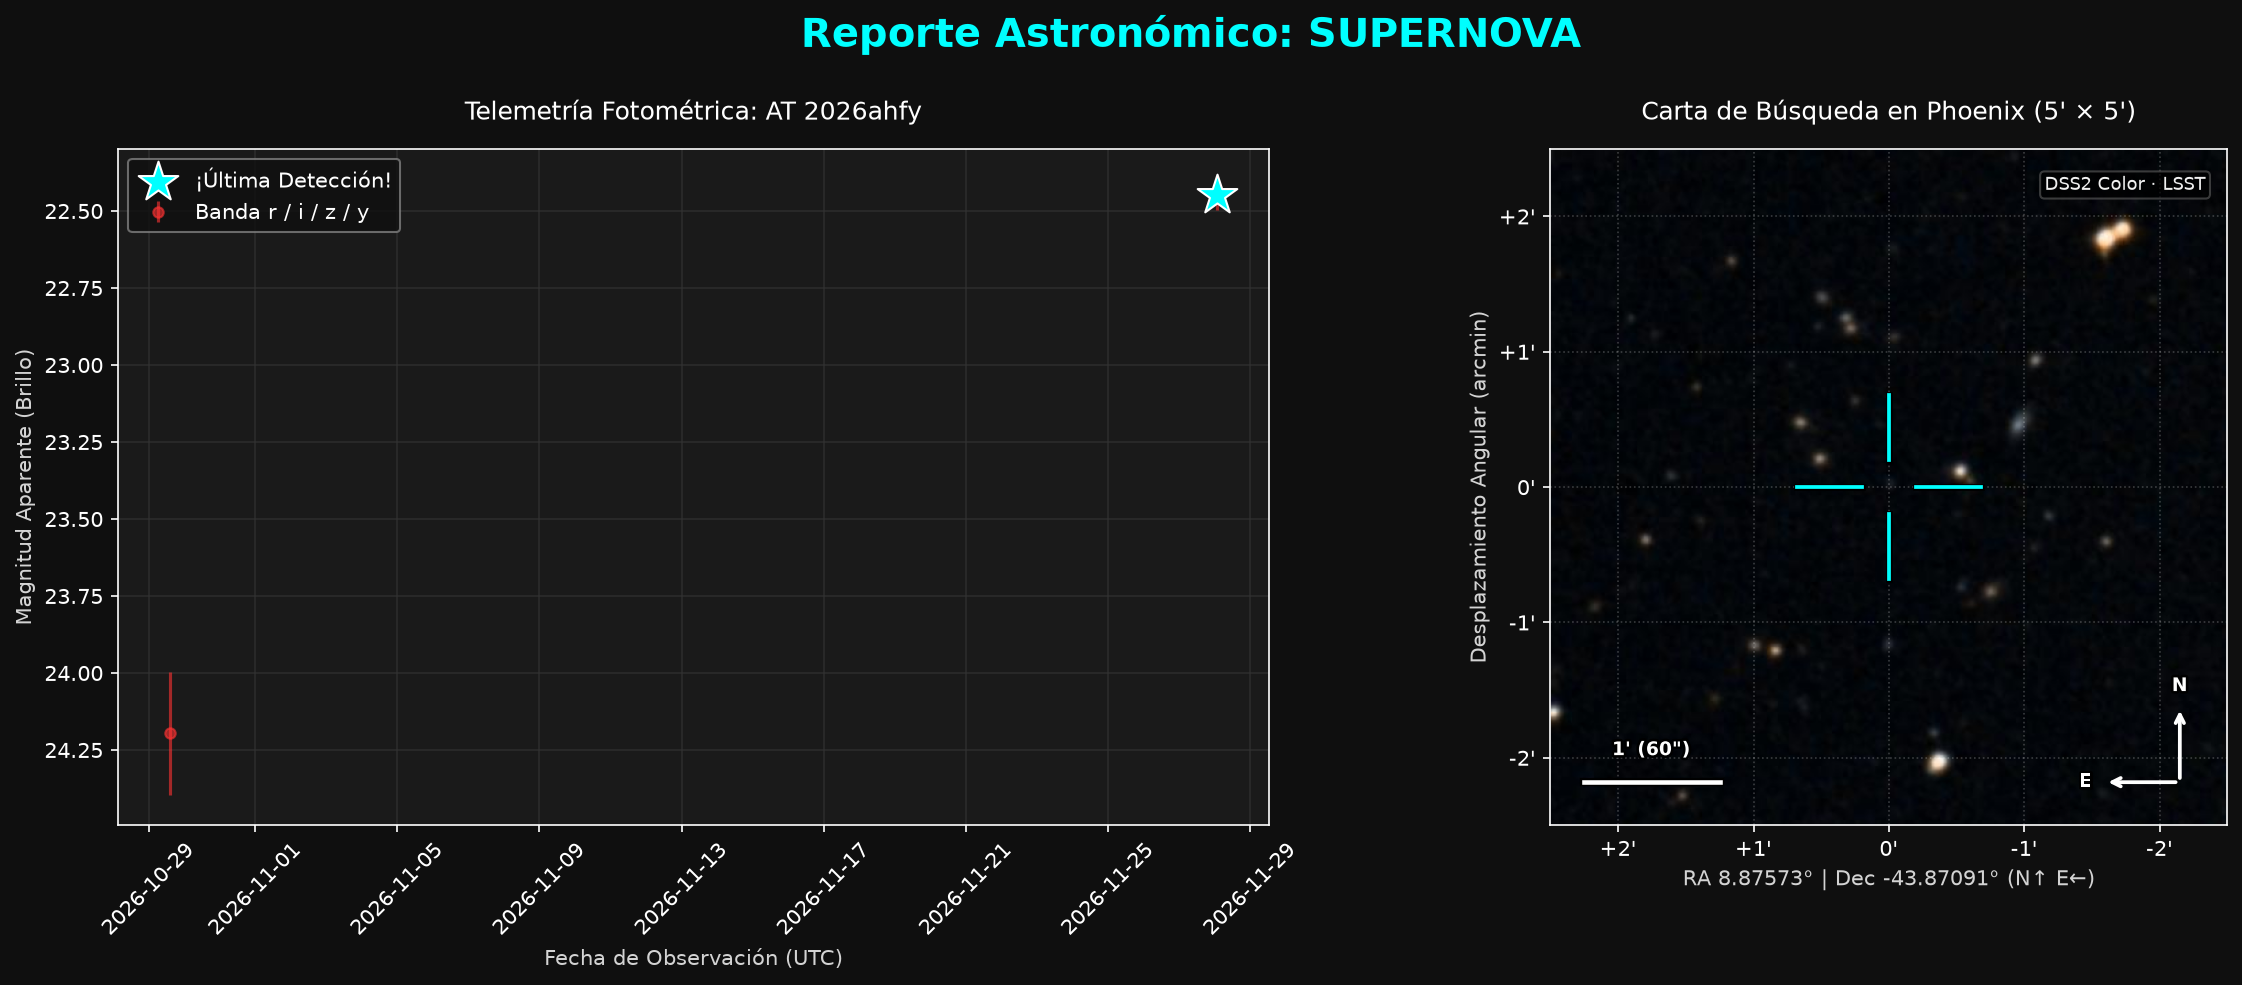 Reporte Astronómico: SUPERNOVA
Telemetría Fotométrica: AT 2026ahfy
¡Última Detección!
Banda r / i / z / y
Magnitud Aparente (Brillo)
22.50
22.75
23.00
23.25
23.50
23.75
24.00
24.25
2026-10-29
2026-11-01
2026-11-05
2026-11-09
2026-11-13
2026-11-17
2026-11-21
2026-11-25
2026-11-29
Fecha de Observación (UTC)
Carta de Búsqueda en Phoenix (5' × 5')
DSS2 Color · LSST
Desplazamiento Angular (arcmin)
+2'
+1'
0'
-1'
-2'
N
E
1' (60")
+2'
+1'
0'
-1'
-2'
RA 8.87573° | Dec -43.87091° (N↑ E←)